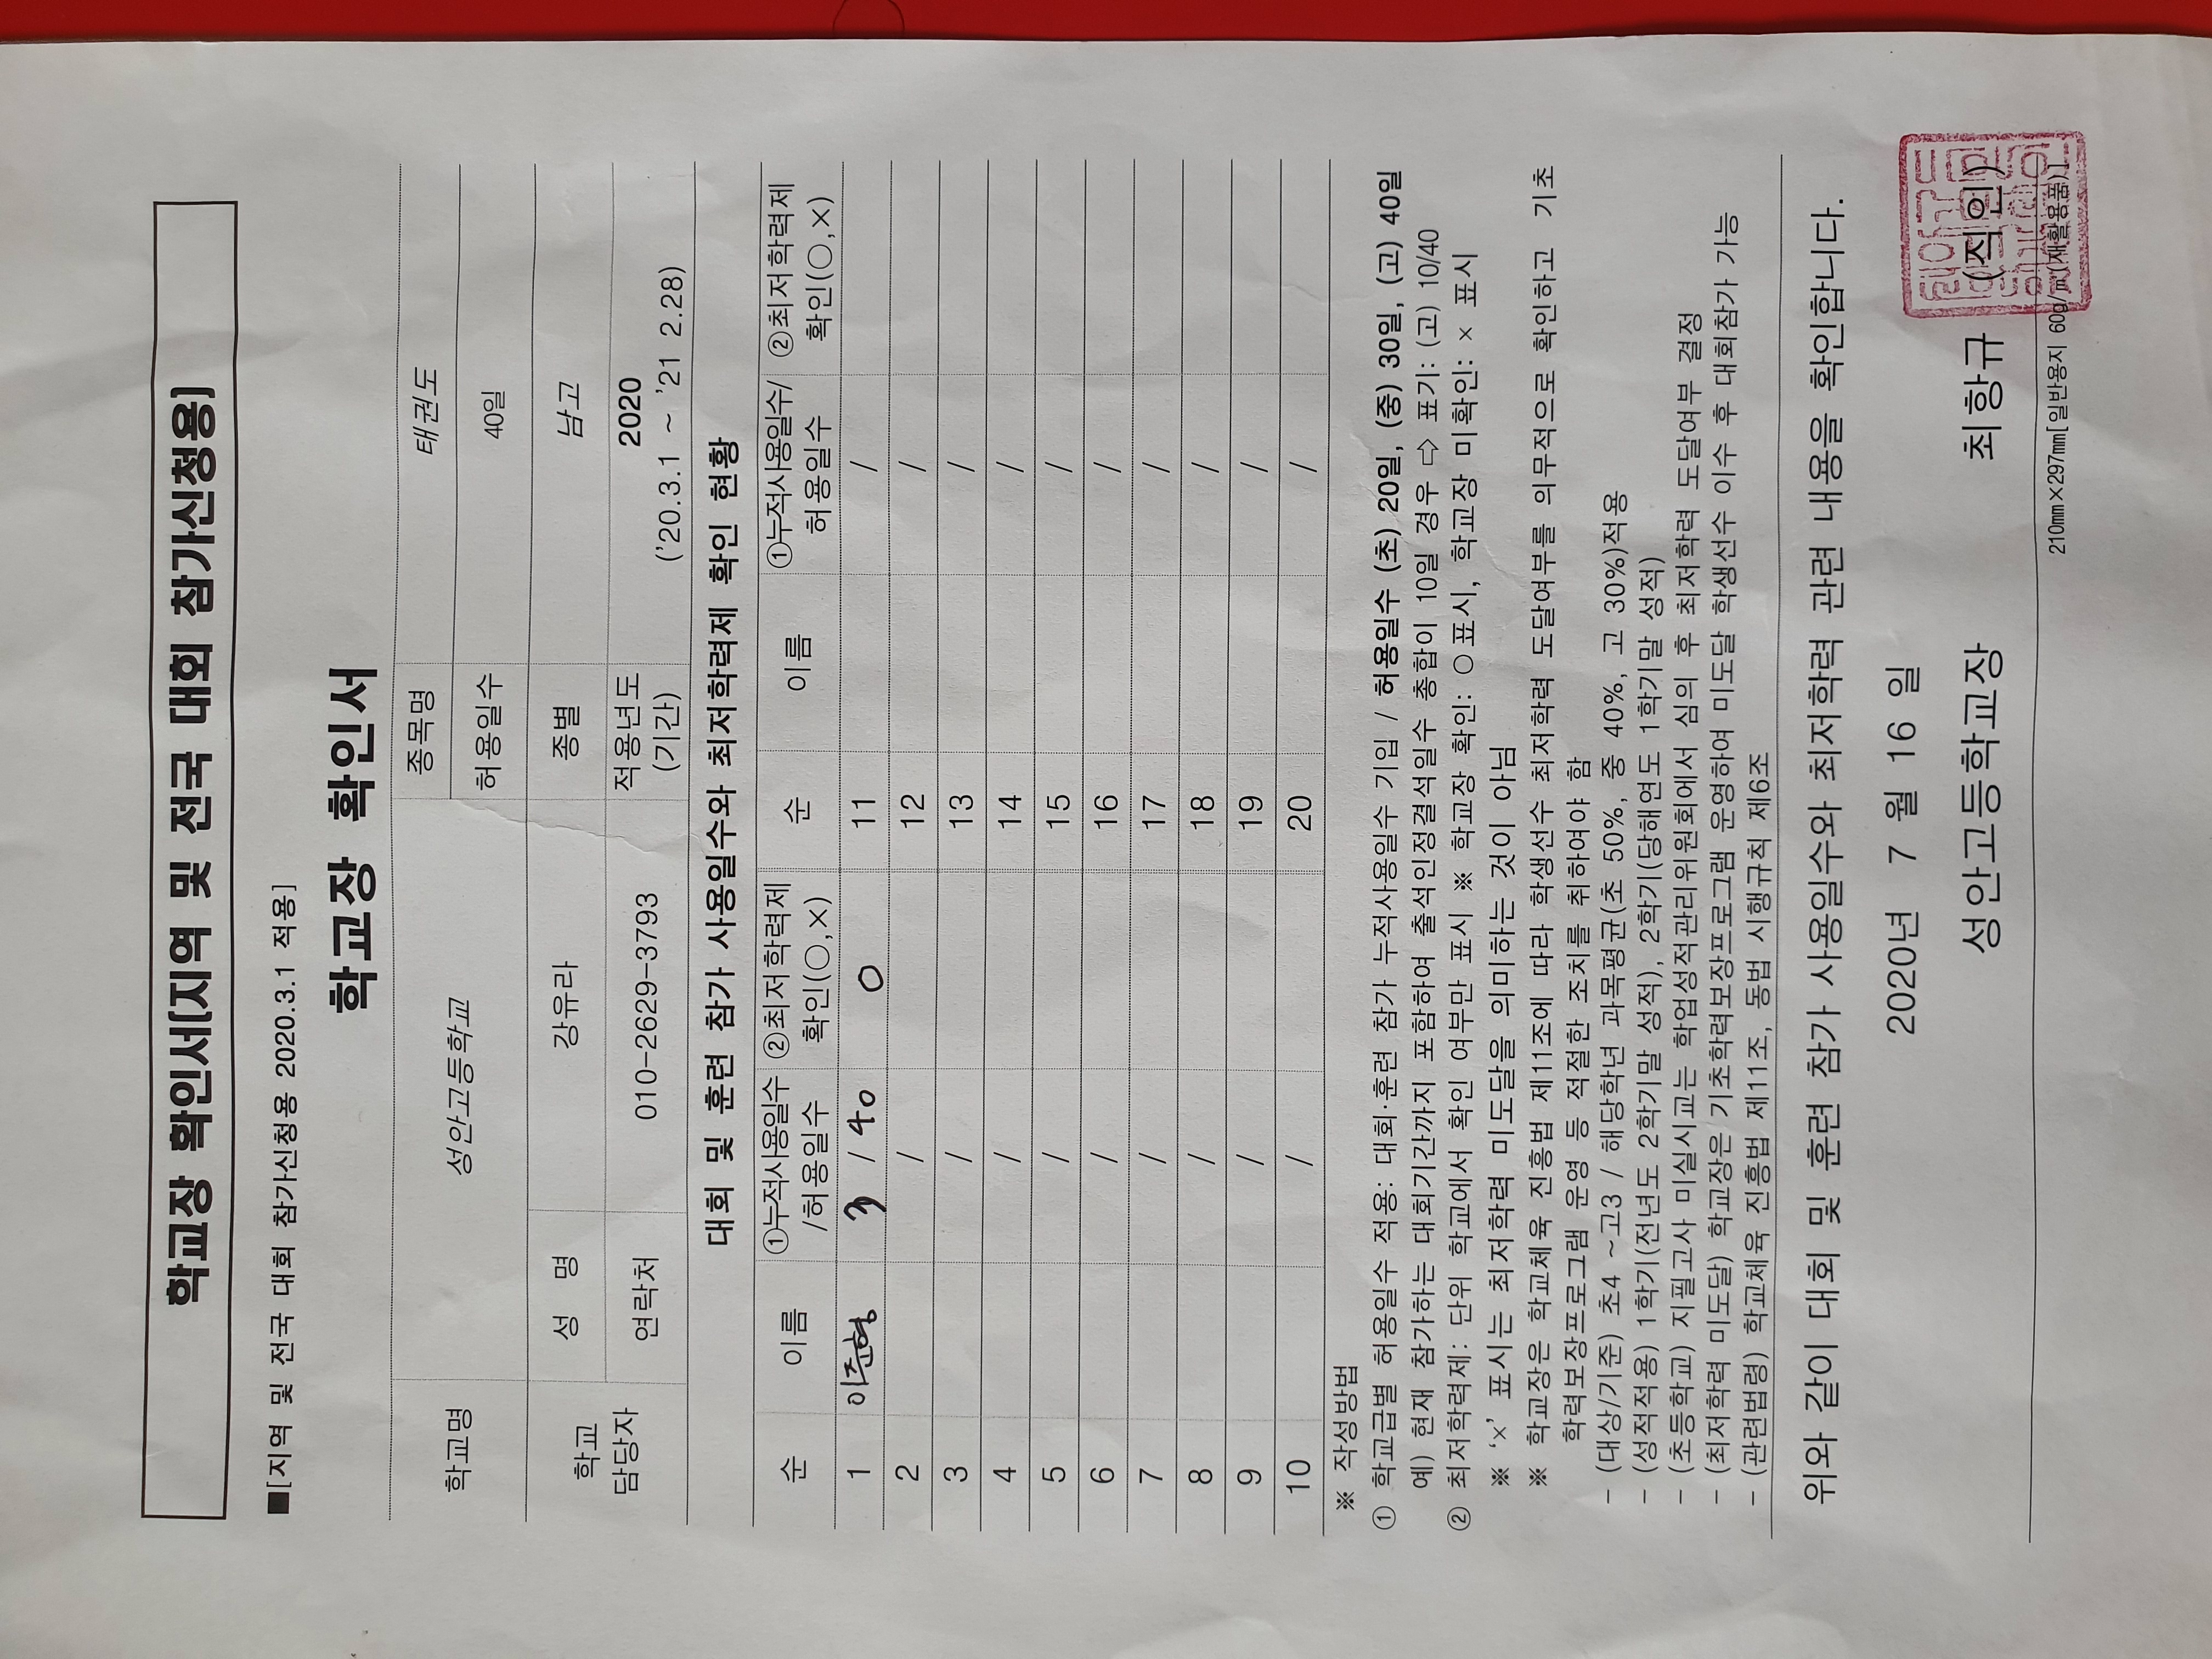 학교장 확인서[지역 및 전국 대회 참가신청용]
■[지역 및 전국 대회 참가신청용 2020.3.1 적용]
학교장 확인서
학교명 성안고등학교 종목명 태권도
허용일수 40일
학교 담당자 성 명 강유라 종별 남고
연락처 010-2629-3793 적용년도 (기간) 2020 ('20.3.1 ~ '21 2.28)
대회 및 훈련 참가 사용일수와 최저학력제 확인 현황
순 이름 ①누적사용일수 /허용일수 ②최저학력제 확인(○,×) 순 이름 ①누적사용일수/ 허용일수 ②최저학력제 확인(○,×)
1 이준형 3 / 40 O 11 /
2 / 12 /
3 / 13 /
4 / 14 /
5 / 15 /
6 / 16 /
7 / 17 /
8 / 18 /
9 / 19 /
10 / 20 /
※ 작성방법
① 학교급별 허용일수 적용: 대회·훈련 참가 누적사용일수 기입 / 허용일수 (초) 20일, (중) 30일, (고) 40일
예) 현재 참가하는 대회기간까지 포함하여 출석인정결석일수 총합이 10일 경우 ⇨ 표기: (고) 10/40
② 최저학력제: 단위 학교에서 확인 여부만 표시 ※ 학교장 확인: ○표시, 학교장 미확인: × 표시
※ '×' 표시는 최저학력 미도달을 의미하는 것이 아님
※ 학교장은 학교체육 진흥법 제11조에 따라 학생선수 최저학력 도달여부를 의무적으로 확인하고 기초
학력보장프로그램 운영 등 적절한 조치를 취하여야 함
- (대상/기준) 초4 ~고3 / 해당학년 과목평균(초 50%, 중 40%, 고 30%)적용
- (성적적용) 1학기(전년도 2학기말 성적), 2학기(당해연도 1학기말 성적)
- (초등학교) 지필고사 미실시교는 학업성적관리위원회에서 심의 후 최저학력 도달여부 결정
- (최저학력 미도달) 학교장은 기초학력보장프로그램 운영하여 미도달 학생선수 이수 후 대회참가 가능
- (관련법령) 학교체육 진흥법 제11조, 동법 시행규칙 제6조
위와 같이 대회 및 훈련 참가 사용일수와 최저학력 관련 내용을 확인합니다.
2020년 7 월 16 일
성안고등학교장 최항규 (직인)
210㎜×297㎜[일반용지 60g/㎡(재활용품)]